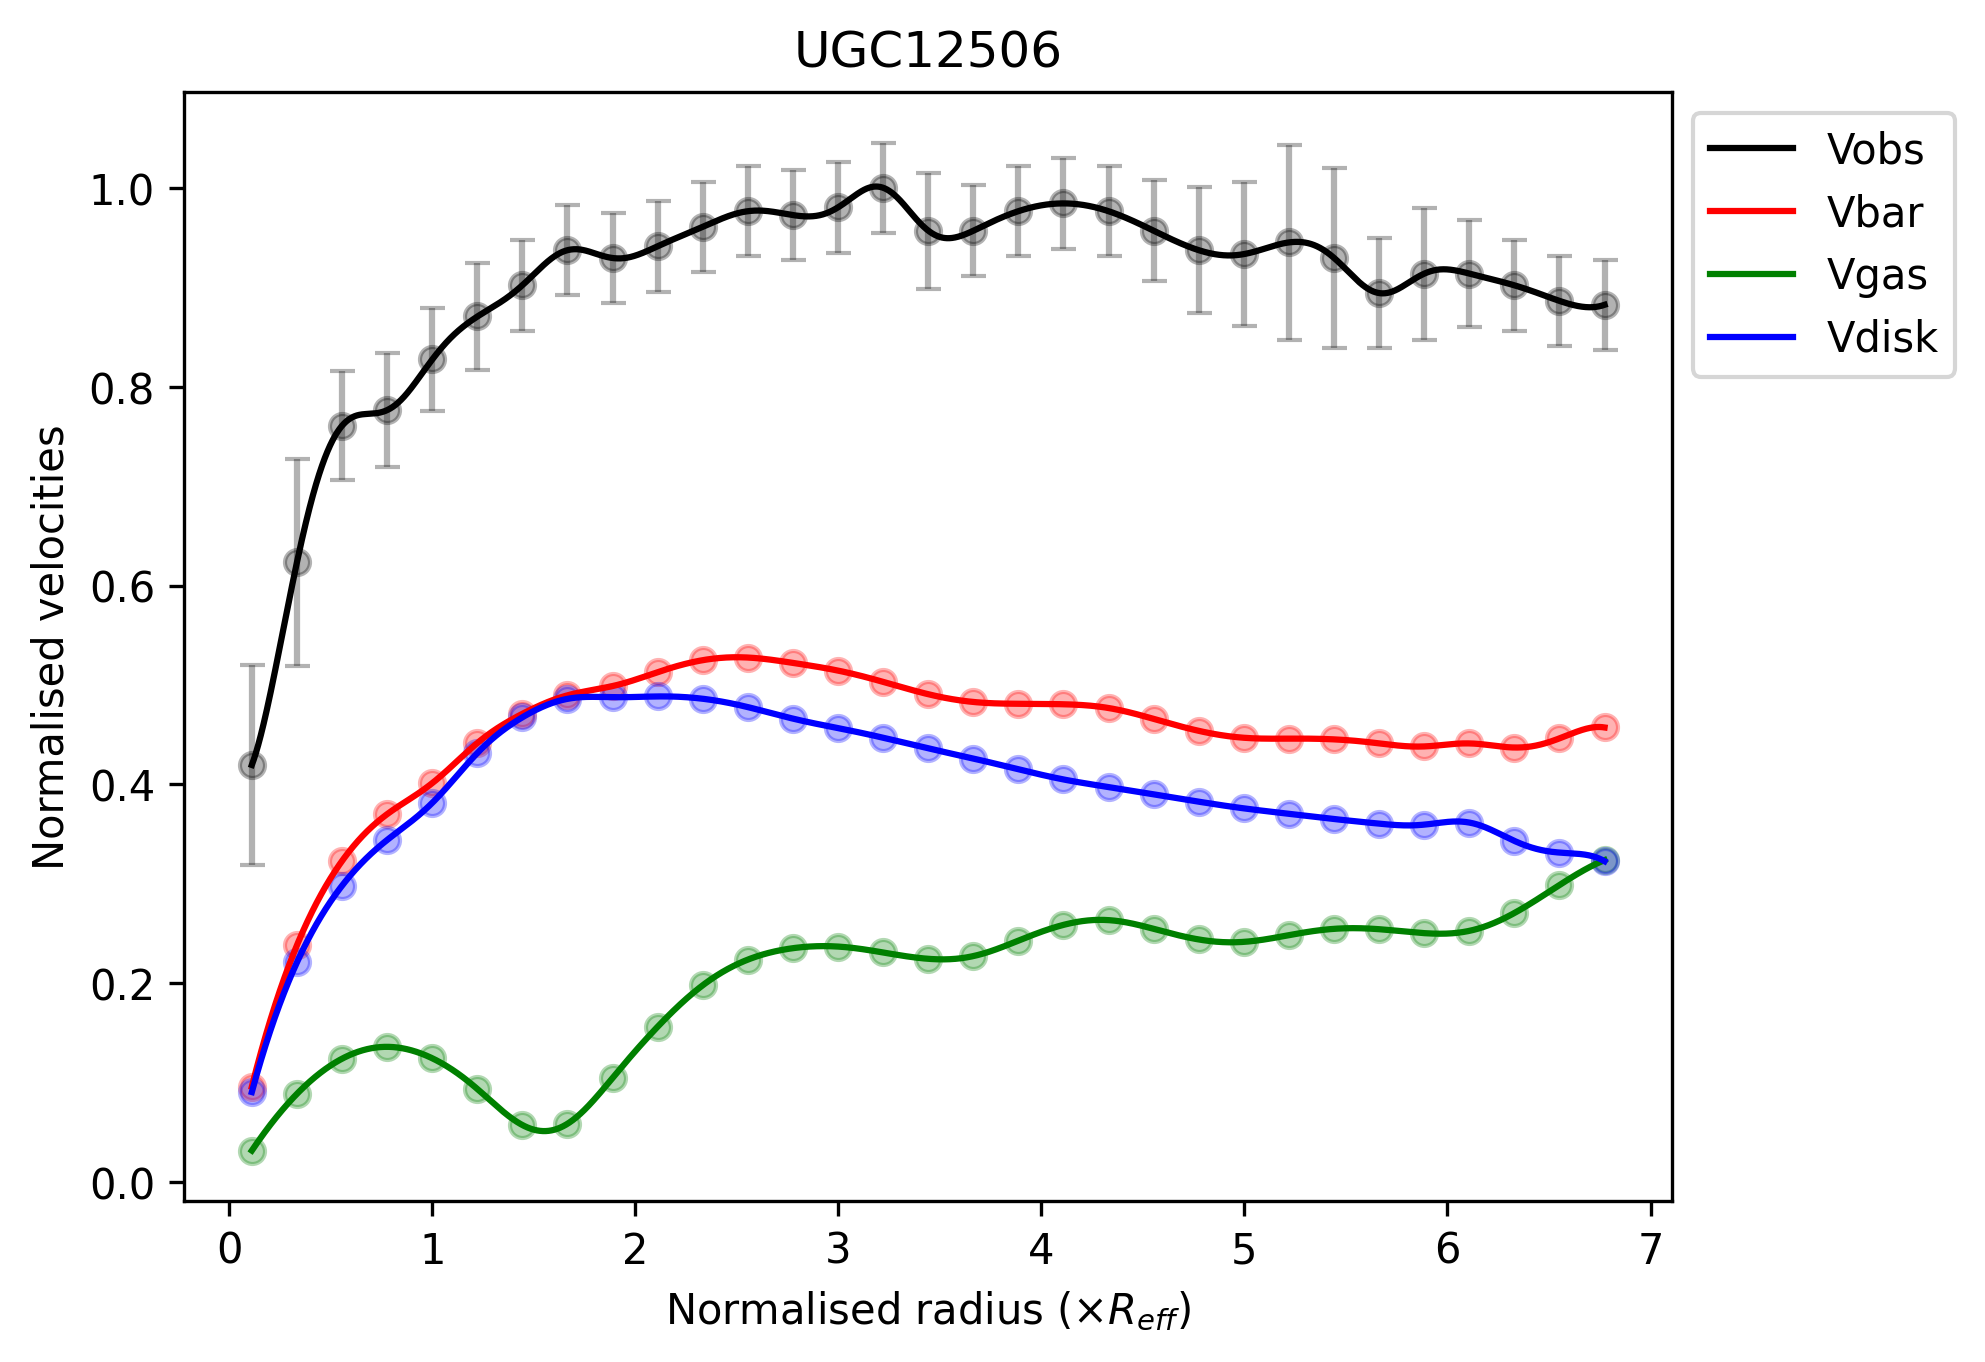 UGC12506
Vobs
Vbar
Vgas
Vdisk
1.0
0.8
0.6
0.4
0.2
0.0
Normalised velocities
0 1 2 3 4 5 6 7
Normalised radius (×R_eff)